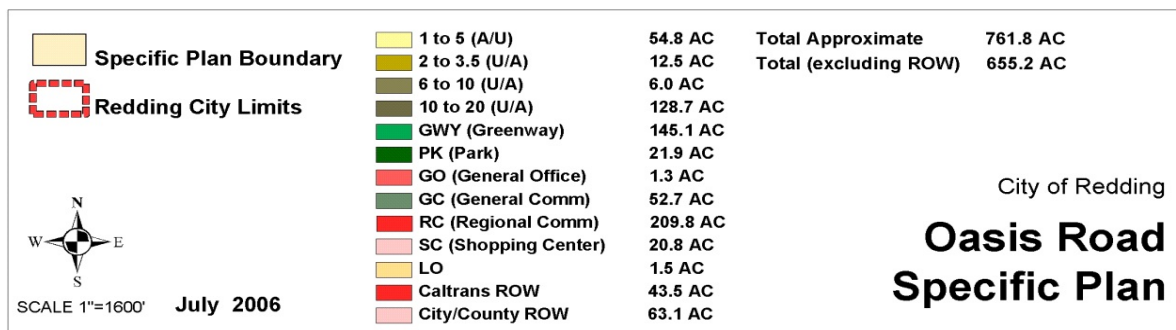 Specific Plan Boundary
Redding City Limits
N
W E
S
SCALE 1"=1600' July 2006
1 to 5 (A/U) 54.8 AC
2 to 3.5 (U/A) 12.5 AC
6 to 10 (U/A) 6.0 AC
10 to 20 (U/A) 128.7 AC
GWY (Greenway) 145.1 AC
PK (Park) 21.9 AC
GO (General Office) 1.3 AC
GC (General Comm) 52.7 AC
RC (Regional Comm) 209.8 AC
SC (Shopping Center) 20.8 AC
LO 1.5 AC
Caltrans ROW 43.5 AC
City/County ROW 63.1 AC
Total Approximate 761.8 AC
Total (excluding ROW) 655.2 AC
City of Redding
Oasis Road
Specific Plan